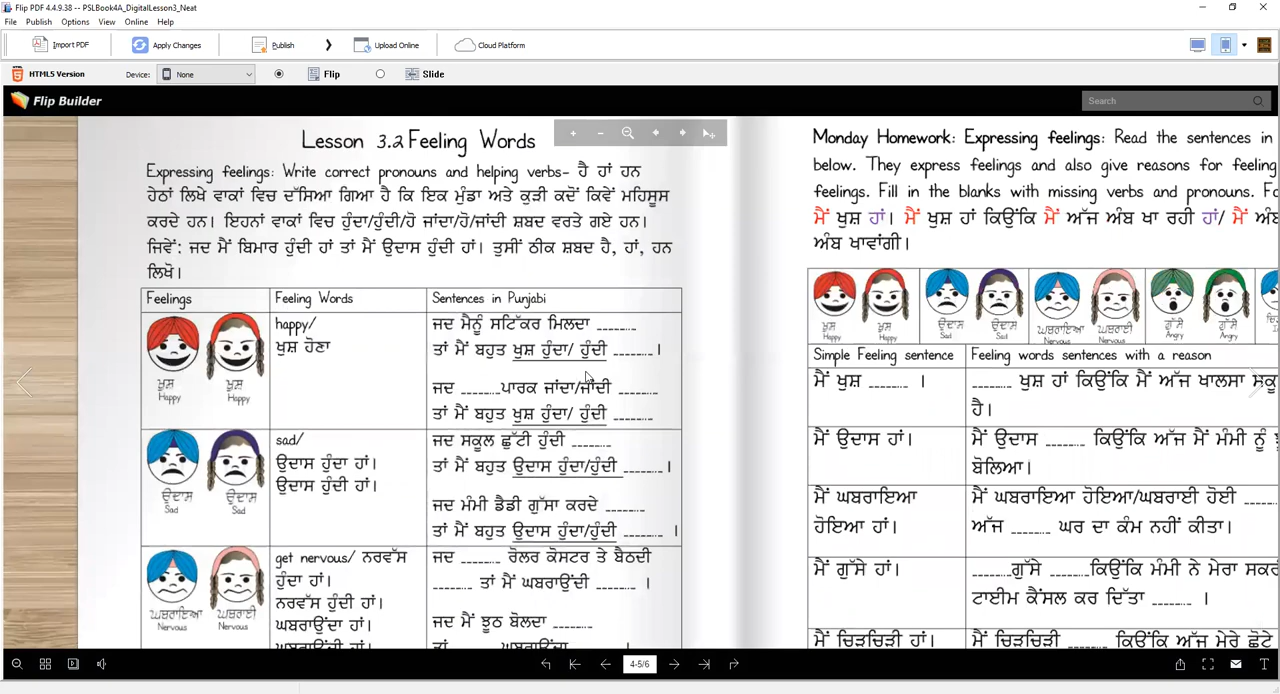 Flip PDF 4.4.9.38 -- PSLBook4A_DigitalLesson3_Neat
File Publish Options View Online Help
Import PDF Apply Changes Publish Upload Online Cloud Platform
HTML5 Version Device: None Flip Slide
Flip Builder Search
Lesson 3.2 Feeling Words
Expressing feelings: Write correct pronouns and helping verbs- ਹੈ ਹਾਂ ਹਨ
ਹੇਠਾਂ ਲਿਖੇ ਵਾਕਾਂ ਵਿਚ ਦੱਸਿਆ ਗਿਆ ਹੈ ਕਿ ਇਕ ਮੁੰਡਾ ਅਤੇ ਕੁੜੀ ਕਦੋਂ ਕਿਵੇਂ ਮਹਿਸੂਸ
ਕਰਦੇ ਹਨ। ਇਹਨਾਂ ਵਾਕਾਂ ਵਿਚ ਹੁੰਦਾ/ਹੁੰਦੀ/ਹੋ ਜਾਂਦਾ/ਹੋ/ਜਾਂਦੀ ਸ਼ਬਦ ਵਰਤੇ ਗਏ ਹਨ।
ਜਿਵੇਂ: ਜਦ ਮੈਂ ਬਿਮਾਰ ਹੁੰਦੀ ਹਾਂ ਤਾਂ ਮੈਂ ਉਦਾਸ ਹੁੰਦੀ ਹਾਂ। ਤੁਸੀਂ ਠੀਕ ਸ਼ਬਦ ਹੈ, ਹਾਂ, ਹਨ
ਲਿਖੋ।
Feelings Feeling Words Sentences in Punjabi
ਖੁਸ਼ Happy ਖੁਸ਼ Happy
happy/
ਖੁਸ਼ ਹੋਣਾ
ਜਦ ਮੈਨੂੰ ਸਟਿੱਕਰ ਮਿਲਦਾ ........
ਤਾਂ ਮੈਂ ਬਹੁਤ ਖੁਸ਼ ਹੁੰਦਾ/ ਹੁੰਦੀ ........।
ਜਦ ........ਪਾਰਕ ਜਾਂਦਾ/ਜਾਂਦੀ ........
ਤਾਂ ਮੈਂ ਬਹੁਤ ਖੁਸ਼ ਹੁੰਦਾ/ ਹੁੰਦੀ ........
ਉਦਾਸ Sad ਉਦਾਸ Sad
sad/
ਉਦਾਸ ਹੁੰਦਾ ਹਾਂ।
ਉਦਾਸ ਹੁੰਦੀ ਹਾਂ।
ਜਦ ਸਕੂਲ ਛੁੱਟੀ ਹੁੰਦੀ ........
ਤਾਂ ਮੈਂ ਬਹੁਤ ਉਦਾਸ ਹੁੰਦਾ/ਹੁੰਦੀ ........।
ਜਦ ਮੰਮੀ ਡੈਡੀ ਗੁੱਸਾ ਕਰਦੇ ........
ਤਾਂ ਮੈਂ ਬਹੁਤ ਉਦਾਸ ਹੁੰਦਾ/ਹੁੰਦੀ ........ ।
ਘਬਰਾਇਆ Nervous ਘਬਰਾਈ Nervous
get nervous/ ਨਰਵੱਸ
ਹੁੰਦਾ ਹਾਂ।
ਨਰਵੱਸ ਹੁੰਦੀ ਹਾਂ।
ਘਬਰਾਉਂਦਾ ਹਾਂ।
ਜਦ ........ ਰੋਲਰ ਕੋਸਟਰ ਤੇ ਬੈਠਦੀ
........ ਤਾਂ ਮੈਂ ਘਬਰਾਉਂਦੀ ........ ।
ਜਦ ਮੈਂ ਝੂਠ ਬੋਲਦਾ ........
Monday Homework: Expressing feelings: Read the sentences in
below. They express feelings and also give reasons for feeling
feelings. Fill in the blanks with missing verbs and pronouns.
ਮੈਂ ਖੁਸ਼ ਹਾਂ। ਮੈਂ ਖੁਸ਼ ਹਾਂ ਕਿਉਂਕਿ ਮੈਂ ਅੱਜ ਅੰਬ ਖਾ ਰਹੀ ਹਾਂ/ ਮੈਂ
ਅੰਬ ਖਾਵਾਂਗੀ।
ਖੁਸ਼ Happy ਖੁਸ਼ Happy ਉਦਾਸ Sad ਉਦਾਸ Sad ਘਬਰਾਇਆ Nervous ਘਬਰਾਈ Nervous ਗੁੱਸੇ Angry ਗੁੱਸੇ Angry
Simple Feeling sentence Feeling words sentences with a reason
ਮੈਂ ਖੁਸ਼ ........ ।
........ ਖੁਸ਼ ਹਾਂ ਕਿਉਂਕਿ ਮੈਂ ਅੱਜ ਖਾਲਸਾ ਸਕੂ
ਹੈ।
ਮੈਂ ਉਦਾਸ ਹਾਂ।
ਮੈਂ ਉਦਾਸ ........ ਕਿਉਂਕਿ ਅੱਜ ਮੈਂ ਮੰਮੀ ਨੂੰ
ਬੋਲਿਆ।
ਮੈਂ ਘਬਰਾਇਆ
ਹੋਇਆ ਹਾਂ।
ਮੈਂ ਘਬਰਾਇਆ ਹੋਇਆ/ਘਬਰਾਈ ਹੋਈ ........
ਅੱਜ ........ ਘਰ ਦਾ ਕੰਮ ਨਹੀਂ ਕੀਤਾ।
ਮੈਂ ਗੁੱਸੇ ਹਾਂ।
........ਗੁੱਸੇ ........ਕਿਉਂਕਿ ਮੰਮੀ ਨੇ ਮੇਰਾ ਸਕਰ
ਟਾਈਮ ਕੈਂਸਲ ਕਰ ਦਿੱਤਾ ........ ।
ਮੈਂ ਚਿੜਚਿੜੀ ਹਾਂ।
ਮੈਂ ਚਿੜਚਿੜੀ ........ ਕਿਉਂਕਿ ਅੱਜ ਮੇਰੇ ਛੋਟੇ
4-5/6